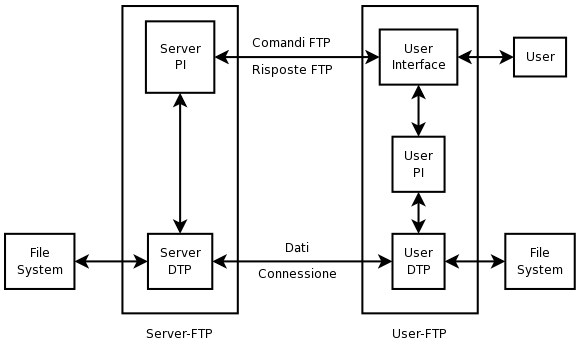 Server
PI
Comandi FTP
Risposte FTP
User
Interface
User
User
PI
File
System
Server
DTP
Dati
Connessione
User
DTP
File
System
Server-FTP
User-FTP